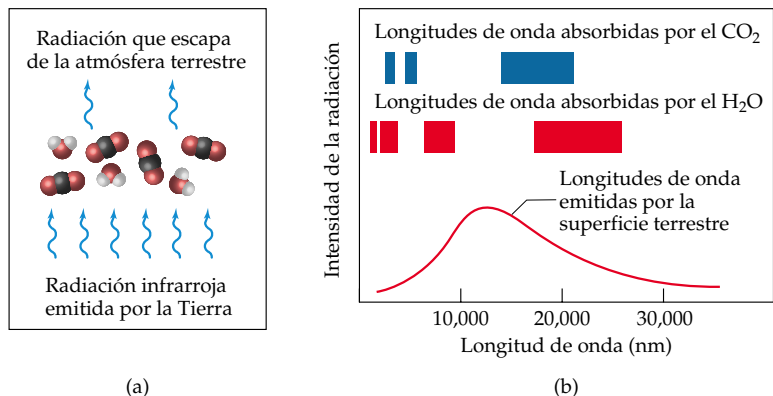 Radiación que escapa
de la atmósfera terrestre
Radiación infrarroja
emitida por la Tierra
(a)
Intensidad de la radiación
Longitudes de onda absorbidas por el CO₂
Longitudes de onda absorbidas por el H₂O
Longitudes de onda
emitidas por la
superficie terrestre
10,000
20,000
30,000
Longitud de onda (nm)
(b)